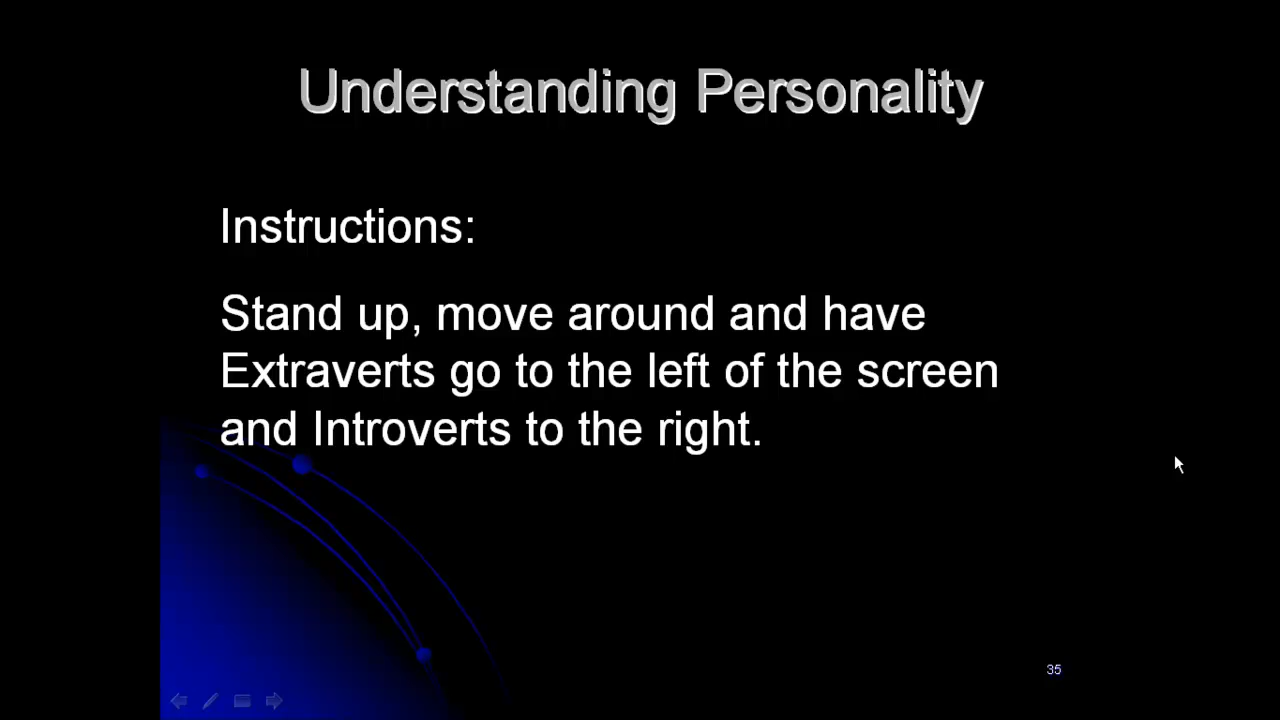 Understanding Personality
Instructions:
Stand up, move around and have
Extraverts go to the left of the screen
and Introverts to the right.
35